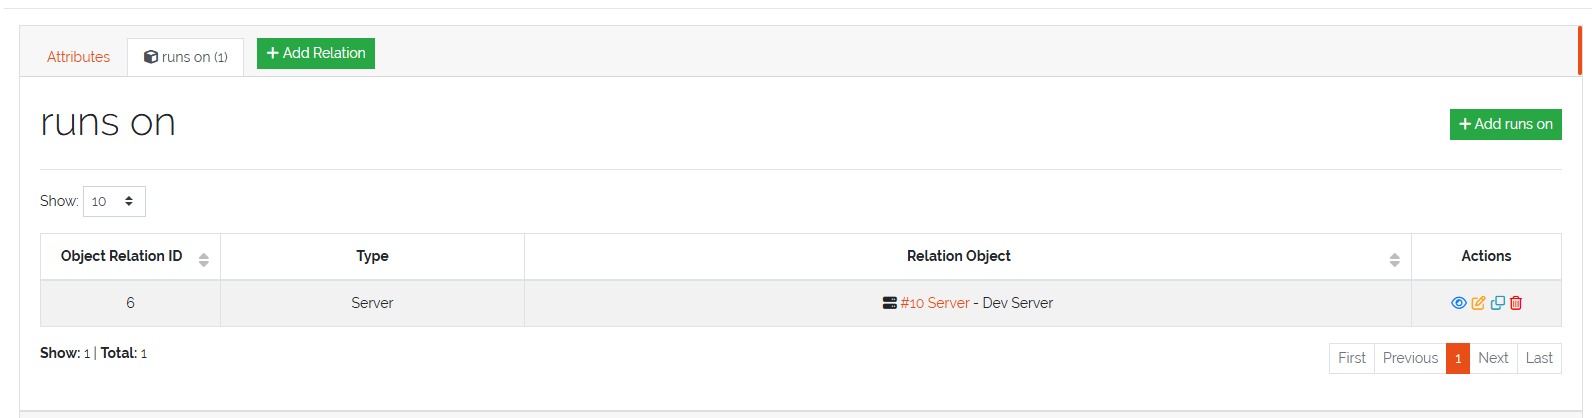 Attributes runs on (1) + Add Relation
runs on
+ Add runs on
Show: 10
Object Relation ID Type Relation Object Actions
6 Server #10 Server - Dev Server
Show: 1 | Total: 1
First Previous 1 Next Last